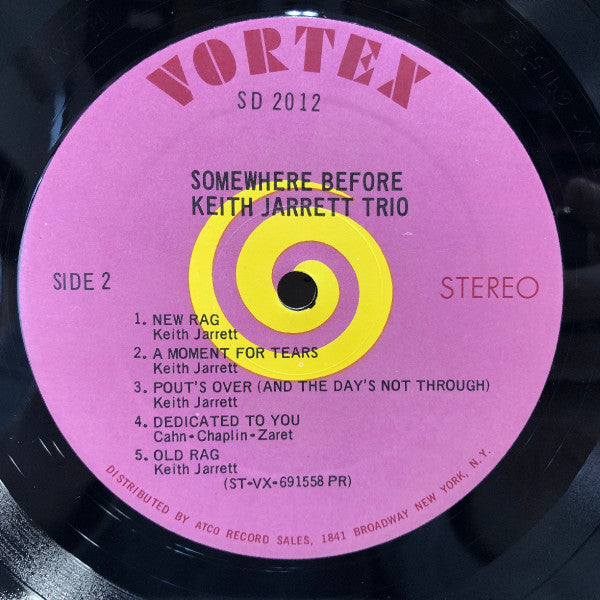 VORTEX
SD 2012
SOMEWHERE BEFORE
KEITH JARRETT TRIO
SIDE 2
STEREO
1. NEW RAG
Keith Jarrett
2. A MOMENT FOR TEARS
Keith Jarrett
3. POUT'S OVER (AND THE DAY'S NOT THROUGH)
Keith Jarrett
4. DEDICATED TO YOU
Cahn-Chaplin-Zaret
5. OLD RAG
Keith Jarrett
(ST-VX-691558 PR)
DISTRIBUTED BY ATCO RECORD SALES, 1841 BROADWAY NEW YORK, N.Y.